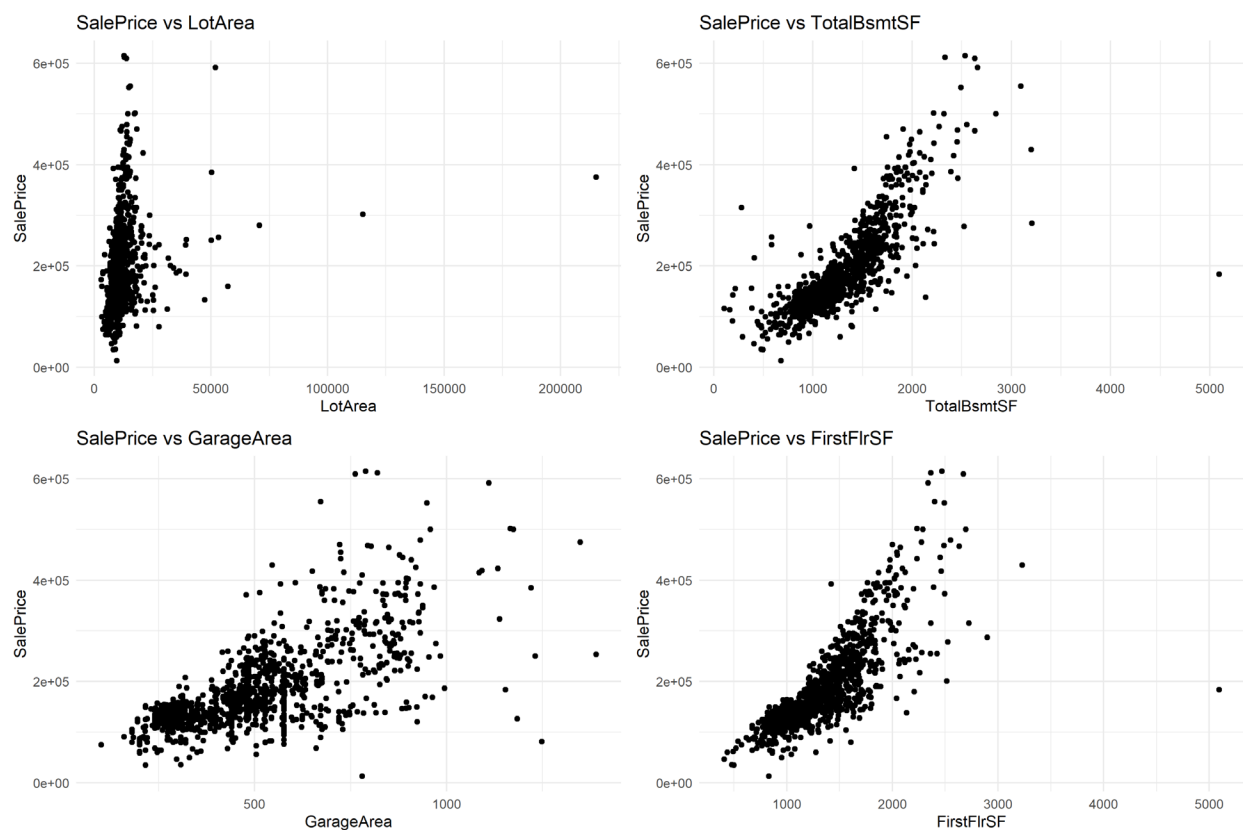 SalePrice vs LotArea
6e+05
4e+05
2e+05
0e+00
SalePrice
0
50000
100000
150000
200000
LotArea
SalePrice vs TotalBsmtSF
6e+05
4e+05
2e+05
0e+00
SalePrice
0
1000
2000
3000
4000
5000
TotalBsmtSF
SalePrice vs GarageArea
6e+05
4e+05
2e+05
0e+00
SalePrice
500
1000
GarageArea
SalePrice vs FirstFlrSF
6e+05
4e+05
2e+05
0e+00
SalePrice
1000
2000
3000
4000
5000
FirstFlrSF